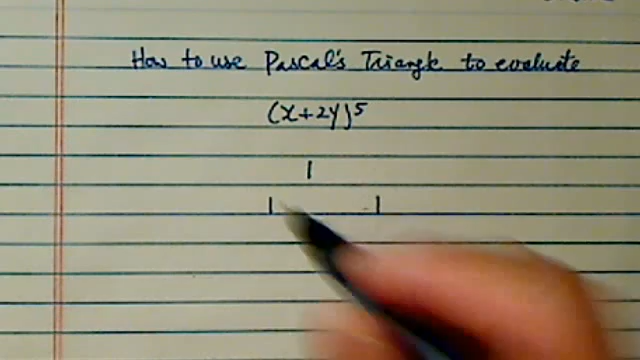 How to use Pascal's Triangle to evaluate
(x+2y)⁵
1
1 1